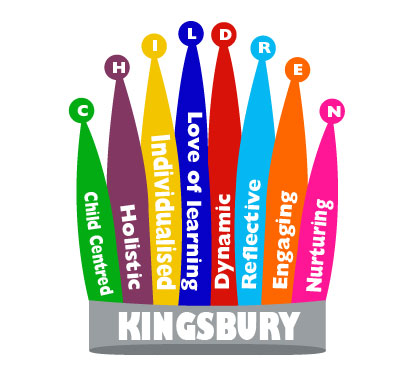 C H I L D R E N
Child Centred
Holistic
Individualised
Love of learning
Dynamic
Reflective
Engaging
Nurturing
KINGSBURY